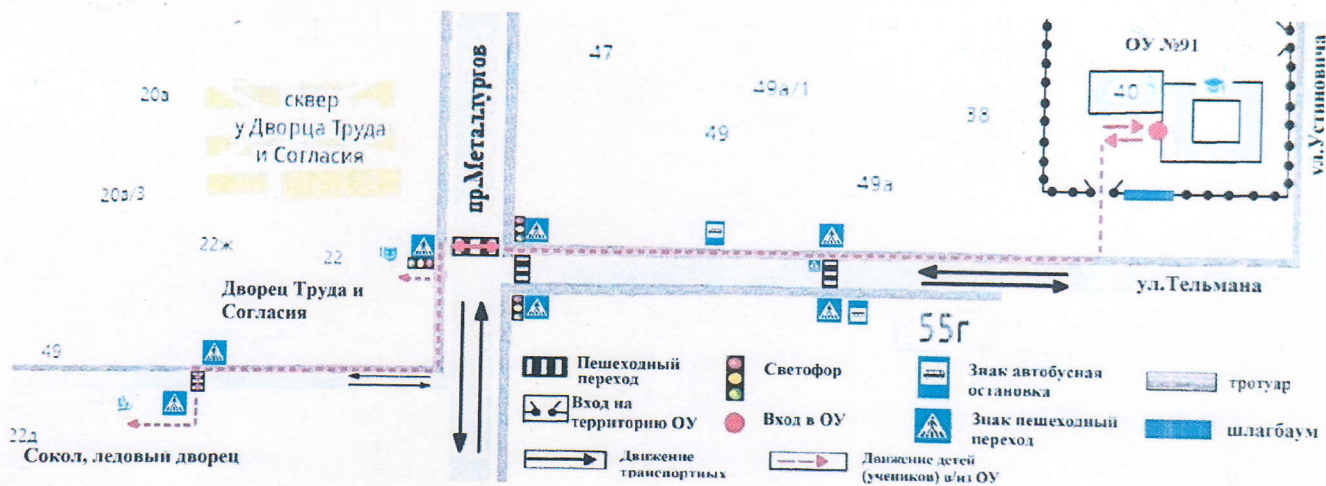 ОУ №91
ул.Устиновича
47
20а
49а/1
40
сквер
у Дворца Труда
и Согласия
пр.Металлургов
49
38
49а
20а/3
22ж
22
Дворец Труда и
Согласия
ул.Тельмана
55г
49
Пешеходный
переход
Светофор
Знак автобусная
остановка
тротуар
Вход на
территорию ОУ
Вход в ОУ
Знак пешеходный
переход
шлагбаум
22д
Сокол, ледовый дворец
Движение
транспортных
Движение детей
(учеников) в/из ОУ